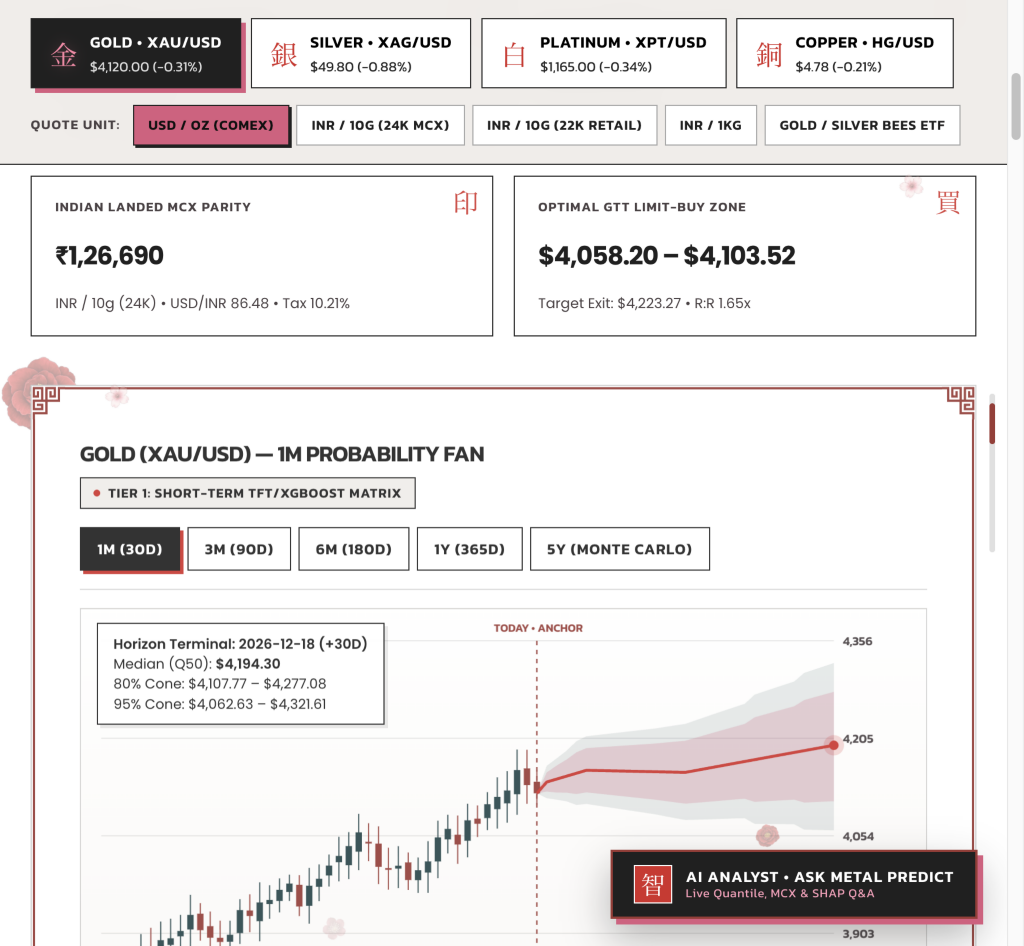 金
GOLD • XAU/USD
$4,120.00 (-0.31%)
銀
SILVER • XAG/USD
$49.80 (-0.88%)
白
PLATINUM • XPT/USD
$1,165.00 (-0.34%)
銅
COPPER • HG/USD
$4.78 (-0.21%)
QUOTE UNIT:
USD / OZ (COMEX)
INR / 10G (24K MCX)
INR / 10G (22K RETAIL)
INR / 1KG
GOLD / SILVER BEES ETF
INDIAN LANDED MCX PARITY
印
₹1,26,690
INR / 10g (24K) • USD/INR 86.48 • Tax 10.21%
OPTIMAL GTT LIMIT-BUY ZONE
買
$4,058.20 – $4,103.52
Target Exit: $4,223.27 • R:R 1.65x
GOLD (XAU/USD) — 1M PROBABILITY FAN
TIER 1: SHORT-TERM TFT/XGBOOST MATRIX
1M (30D)
3M (90D)
6M (180D)
1Y (365D)
5Y (MONTE CARLO)
Horizon Terminal: 2026-12-18 (+30D)
Median (Q50): $4,194.30
80% Cone: $4,107.77 – $4,277.08
95% Cone: $4,062.63 – $4,321.61
TODAY • ANCHOR
4,356
4,205
4,054
3,903
智
AI ANALYST • ASK METAL PREDICT
Live Quantile, MCX & SHAP Q&A